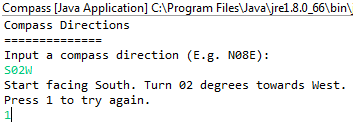 Compass [Java Application] C:\Program Files\Java\jre1.8.0_66\bin\
Compass Directions
==============
Input a compass direction (E.g. N08E):
S02W
Start facing South. Turn 02 degrees towards West.
Press 1 to try again.
1